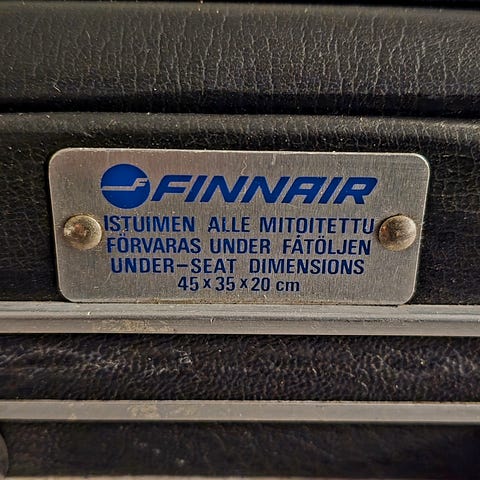 FINNAIR
ISTUIMEN ALLE MITOITETTU
FÖRVARAS UNDER FÅTÖLJEN
UNDER-SEAT DIMENSIONS
45 x 35 x 20 cm